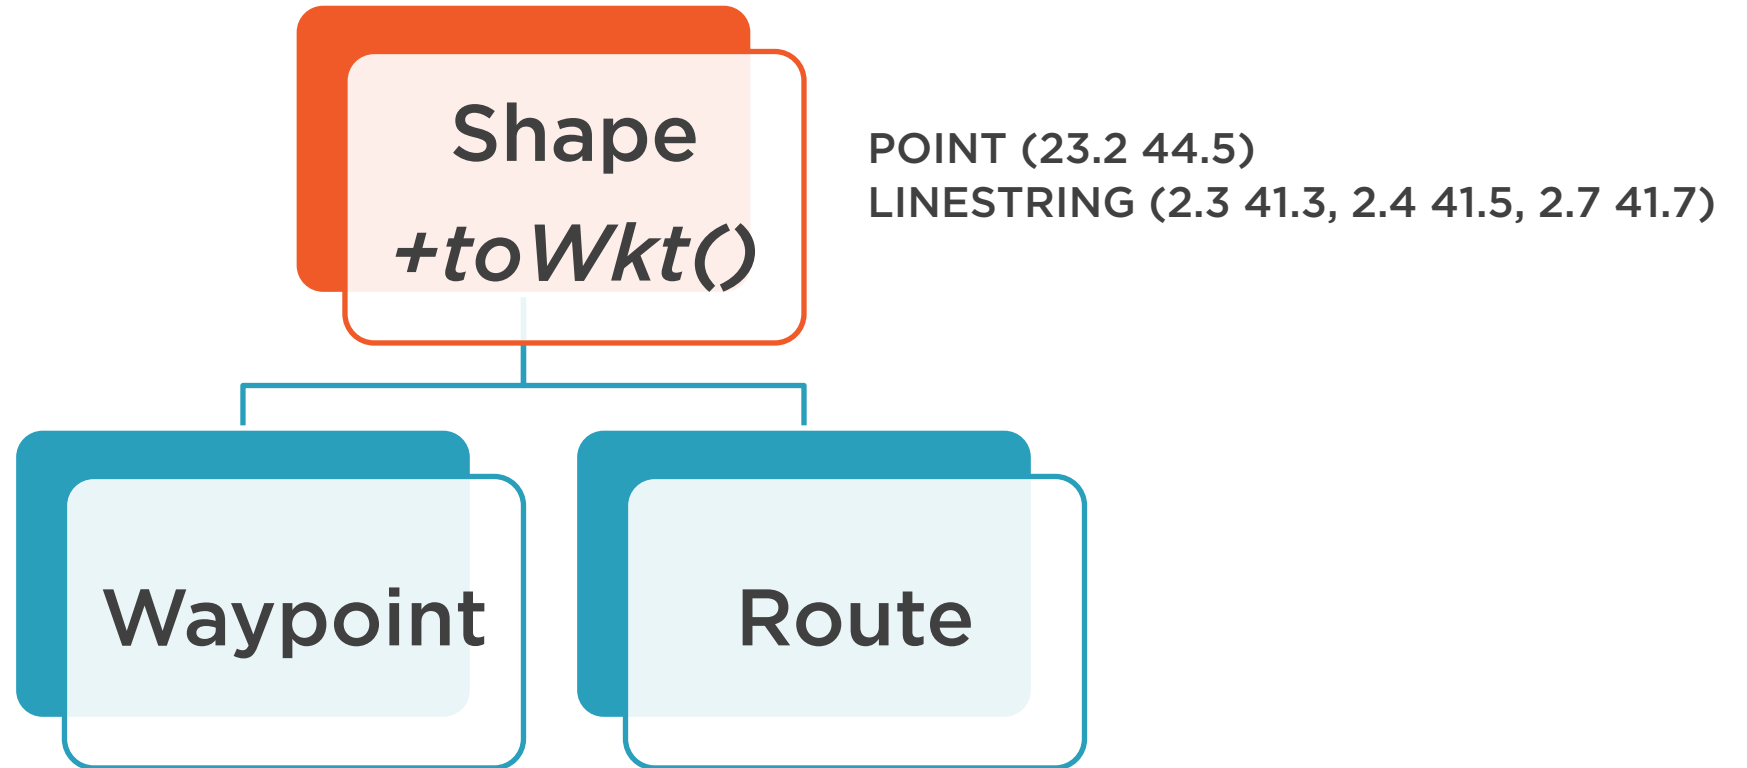 Shape
+toWkt()
POINT (23.2 44.5)
LINESTRING (2.3 41.3, 2.4 41.5, 2.7 41.7)
Waypoint
Route